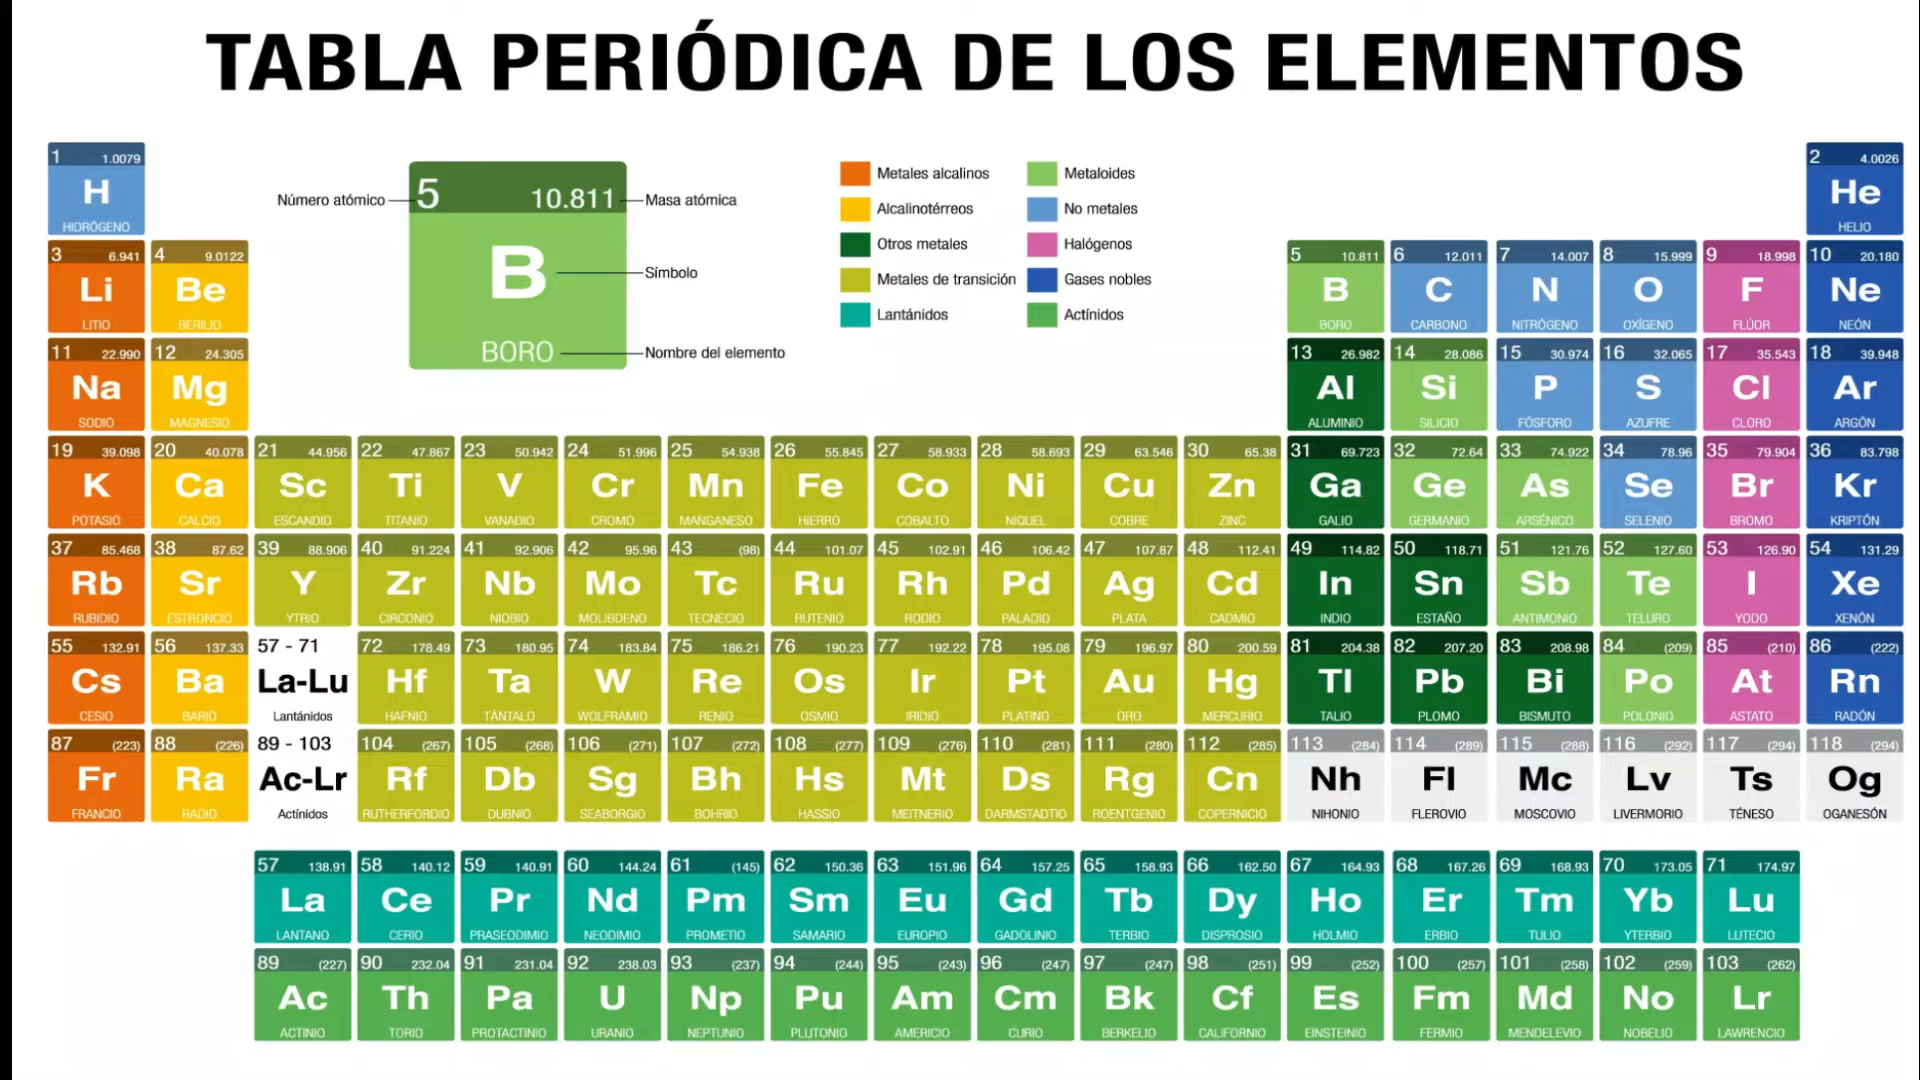 TABLA PERIÓDICA DE LOS ELEMENTOS
Número atómico
5 10.811
B
BORO
Masa atómica
Símbolo
Nombre del elemento
Metales alcalinos
Alcalinotérreos
Otros metales
Metales de transición
Lantánidos
Metaloides
No metales
Halógenos
Gases nobles
Actínidos
1 1.0079 2 4.0026
H He
HIDRÓGENO HELIO
3 6.941 4 9.0122 5 10.811 6 12.011 7 14.007 8 15.999 9 18.998 10 20.180
Li Be B C N O F Ne
LITIO BERILIO BORO CARBONO NITRÓGENO OXÍGENO FLÚOR NEÓN
11 22.990 12 24.305 13 26.982 14 28.086 15 30.974 16 32.065 17 35.543 18 39.948
Na Mg Al Si P S Cl Ar
SODIO MAGNESIO ALUMINIO SILICIO FÓSFORO AZUFRE CLORO ARGÓN
19 39.098 20 40.078 21 44.956 22 47.867 23 50.942 24 51.996 25 54.938 26 55.845 27 58.933 28 58.693 29 63.546 30 65.38 31 69.723 32 72.64 33 74.922 34 78.96 35 79.904 36 83.798
K Ca Sc Ti V Cr Mn Fe Co Ni Cu Zn Ga Ge As Se Br Kr
POTASIO CALCIO ESCANDIO TITANIO VANADIO CROMO MANGANESO HIERRO COBALTO NIQUEL COBRE ZINC GALIO GERMANIO ARSÉNICO SELENIO BROMO KRIPTÓN
37 85.468 38 87.62 39 88.906 40 91.224 41 92.906 42 95.96 43 (98) 44 101.07 45 102.91 46 106.42 47 107.87 48 112.41 49 114.82 50 118.71 51 121.76 52 127.60 53 126.90 54 131.29
Rb Sr Y Zr Nb Mo Tc Ru Rh Pd Ag Cd In Sn Sb Te I Xe
RUBIDIO ESTRONCIO YTRIO CIRCONIO NIOBIO MOLIBDENO TECNECIO RUTENIO RODIO PALADIO PLATA CADMIO INDIO ESTAÑO ANTIMONIO TELURO YODO XENÓN
55 132.91 56 137.33 57 - 71 72 178.49 73 180.95 74 183.84 75 186.21 76 190.23 77 192.22 78 195.08 79 196.97 80 200.59 81 204.38 82 207.20 83 208.98 84 (209) 85 (210) 86 (222)
Cs Ba La-Lu Hf Ta W Re Os Ir Pt Au Hg Tl Pb Bi Po At Rn
CESIO BARIO Lantánidos HAFNIO TÁNTALO WOLFRAMIO RENIO OSMIO IRIDIO PLATINO ORO MERCURIO TALIO PLOMO BISMUTO POLONIO ASTATO RADÓN
87 (223) 88 (226) 89 - 103 104 (267) 105 (268) 106 (271) 107 (272) 108 (277) 109 (276) 110 (281) 111 (280) 112 (285) 113 (284) 114 (289) 115 (288) 116 (292) 117 (294) 118 (294)
Fr Ra Ac-Lr Rf Db Sg Bh Hs Mt Ds Rg Cn Nh Fl Mc Lv Ts Og
FRANCIO RADIO Actínidos RUTHERFORDIO DUBNIO SEABORGIO BOHRIO HASSIO MEITNERIO DARMSTADTIO ROENTGENIO COPERNICIO NIHONIO FLEROVIO MOSCOVIO LIVERMORIO TÉNESO OGANESÓN
57 138.91 58 140.12 59 140.91 60 144.24 61 (145) 62 150.36 63 151.96 64 157.25 65 158.93 66 162.50 67 164.93 68 167.26 69 168.93 70 173.05 71 174.97
La Ce Pr Nd Pm Sm Eu Gd Tb Dy Ho Er Tm Yb Lu
LANTANO CERIO PRASEODIMIO NEODIMIO PROMETIO SAMARIO EUROPIO GADOLINIO TERBIO DISPROSIO HOLMIO ERBIO TULIO YTERBIO LUTECIO
89 (227) 90 232.04 91 231.04 92 238.03 93 (237) 94 (244) 95 (243) 96 (247) 97 (247) 98 (251) 99 (252) 100 (257) 101 (258) 102 (259) 103 (262)
Ac Th Pa U Np Pu Am Cm Bk Cf Es Fm Md No Lr
ACTINIO TORIO PROTACTINIO URANIO NEPTUNIO PLUTONIO AMERICIO CURIO BERKELIO CALIFORNIO EINSTEINIO FERMIO MENDELEVIO NOBELIO LAWRENCIO